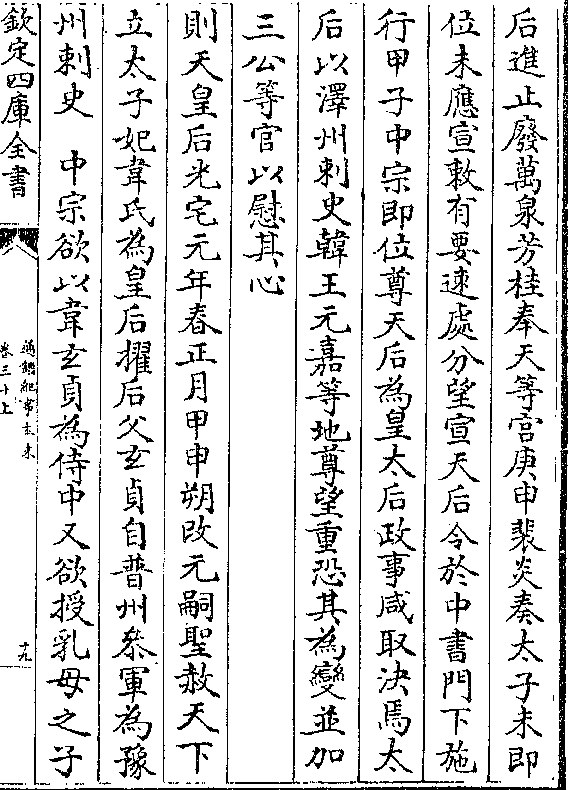 后進止廢萬泉芳桂奉天等宫庚申裴炎奏太子未即
位未應宣敕有要速處分望宣天后令於中書門下施
行甲子中宗即位尊天后為皇太后政事咸取決焉太
后以澤州刺史韓王元嘉等地尊望重恐其為變並加
三公等官以慰其心
則天皇后光宅元年春正月甲申朔改元嗣聖赦天下
立太子妃韋氏為皇后擢后父玄貞自普州叅軍為豫
州刺史　中宗欲以韋玄貞為侍中又欲授乳母之子
欽定四庫全書
通鑑紀事本末
卷三十上
十九